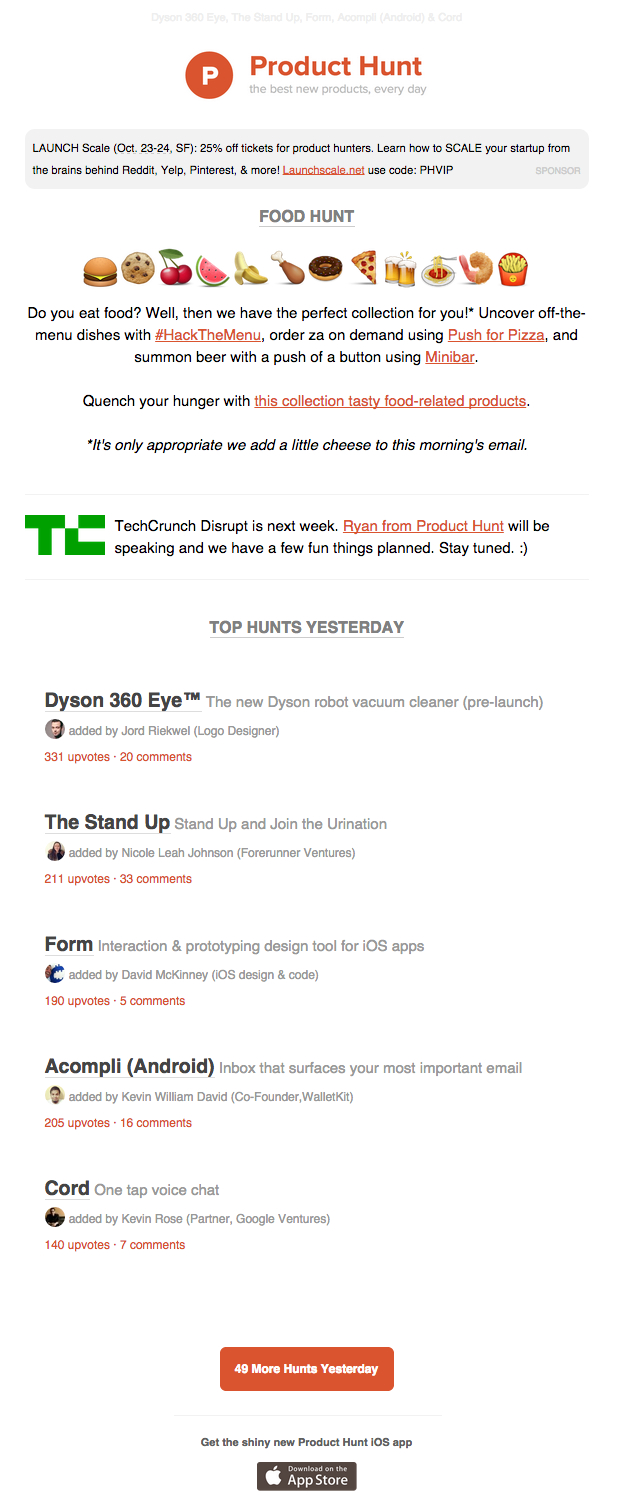 Dyson 360 Eye, The Stand Up, Form, Acompli (Android) & Cord
P
Product Hunt
the best new products, every day
LAUNCH Scale (Oct. 23-24, SF): 25% off tickets for product hunters. Learn how to SCALE your startup from
the brains behind Reddit, Yelp, Pinterest, & more! Launchscale.net use code: PHVIP
SPONSOR
FOOD HUNT
Do you eat food? Well, then we have the perfect collection for you!* Uncover off-the-
menu dishes with #HackTheMenu, order za on demand using Push for Pizza, and
summon beer with a push of a button using Minibar.
Quench your hunger with this collection tasty food-related products.
*It's only appropriate we add a little cheese to this morning's email.
TC
TechCrunch Disrupt is next week. Ryan from Product Hunt will be
speaking and we have a few fun things planned. Stay tuned. :)
TOP HUNTS YESTERDAY
Dyson 360 Eye™ The new Dyson robot vacuum cleaner (pre-launch)
added by Jord Riekwel (Logo Designer)
331 upvotes · 20 comments
The Stand Up Stand Up and Join the Urination
added by Nicole Leah Johnson (Forerunner Ventures)
211 upvotes · 33 comments
Form Interaction & prototyping design tool for iOS apps
added by David McKinney (iOS design & code)
190 upvotes · 5 comments
Acompli (Android) Inbox that surfaces your most important email
added by Kevin William David (Co-Founder,WalletKit)
205 upvotes · 16 comments
Cord One tap voice chat
added by Kevin Rose (Partner, Google Ventures)
140 upvotes · 7 comments
49 More Hunts Yesterday
Get the shiny new Product Hunt iOS app
Download on the
App Store